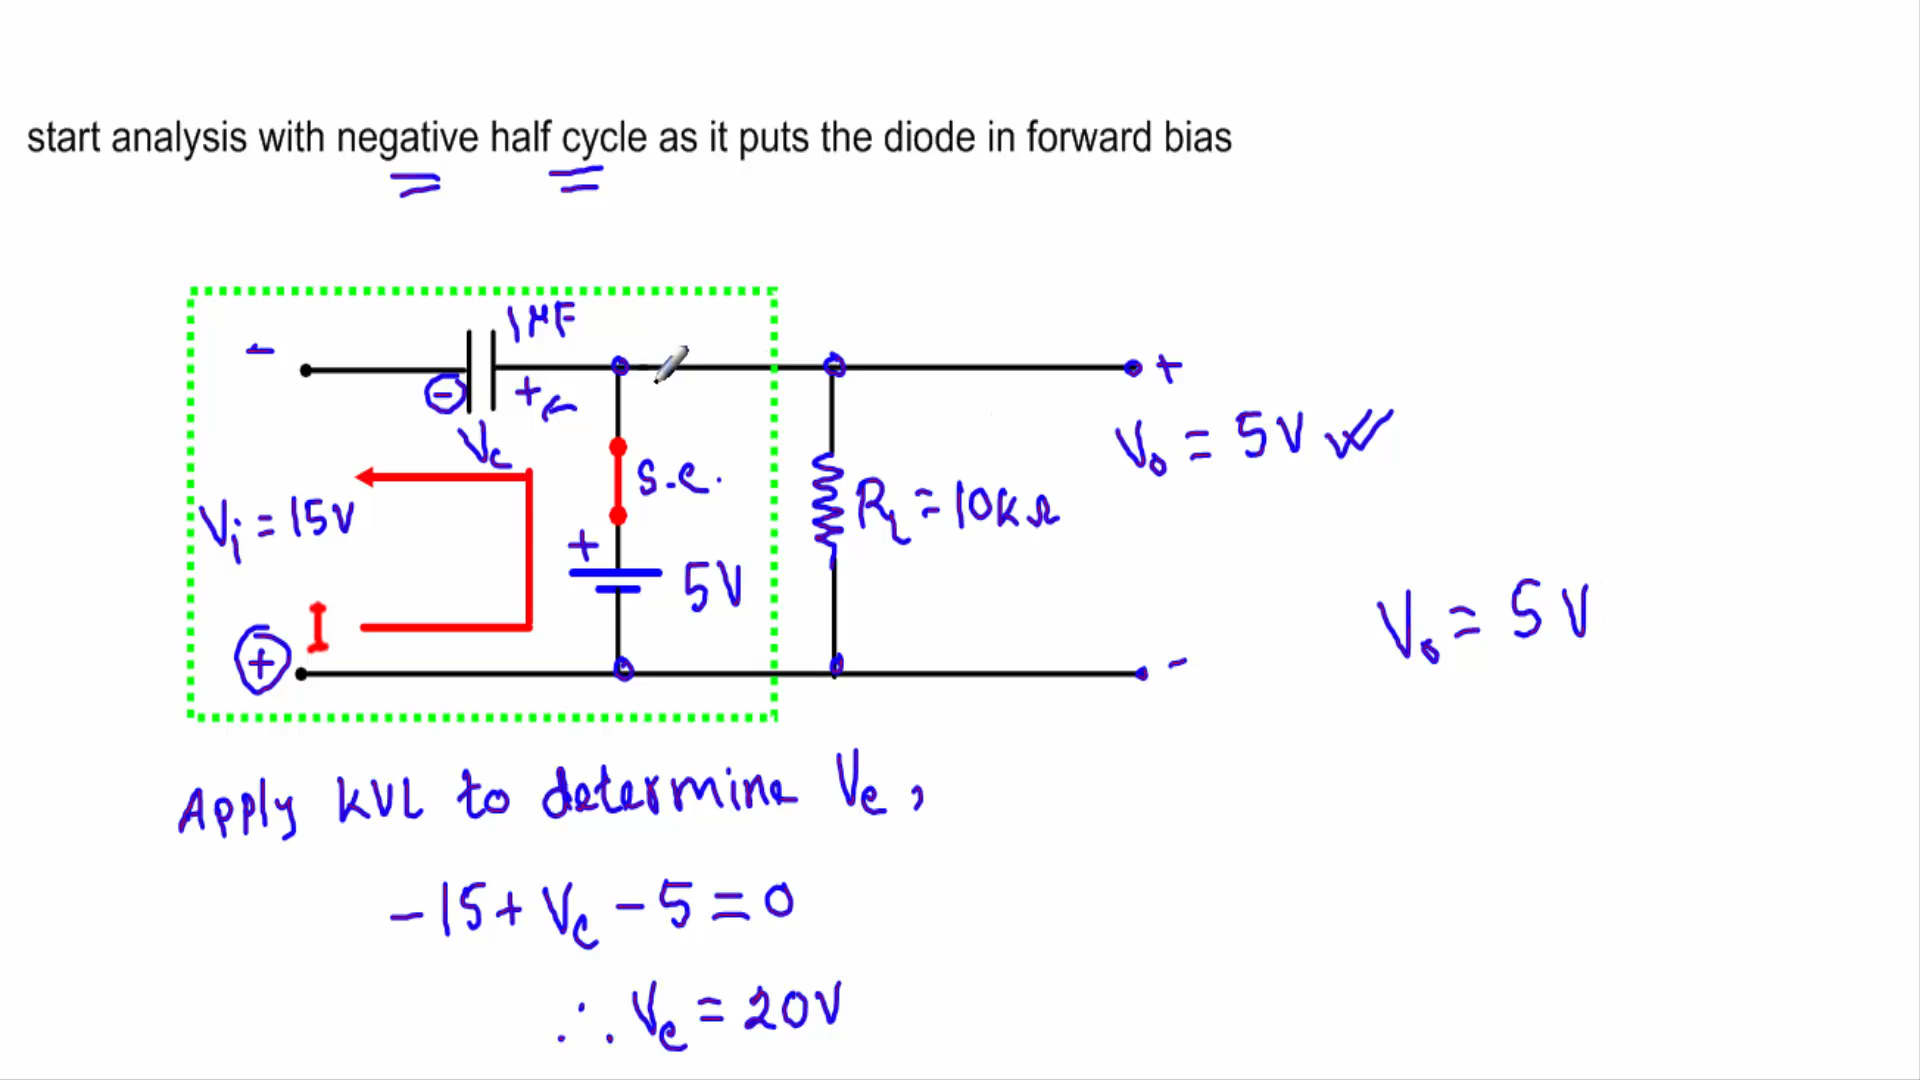 start analysis with negative half cycle as it puts the diode in forward bias
1μF
-
- +
Vc
+
Vo = 5V
s.c.
Vi = 15V
RL = 10kΩ
+
5V
Vo = 5V
I
+
-
Apply KVL to determine Vc,
-15 + Vc - 5 = 0
∴ Vc = 20V